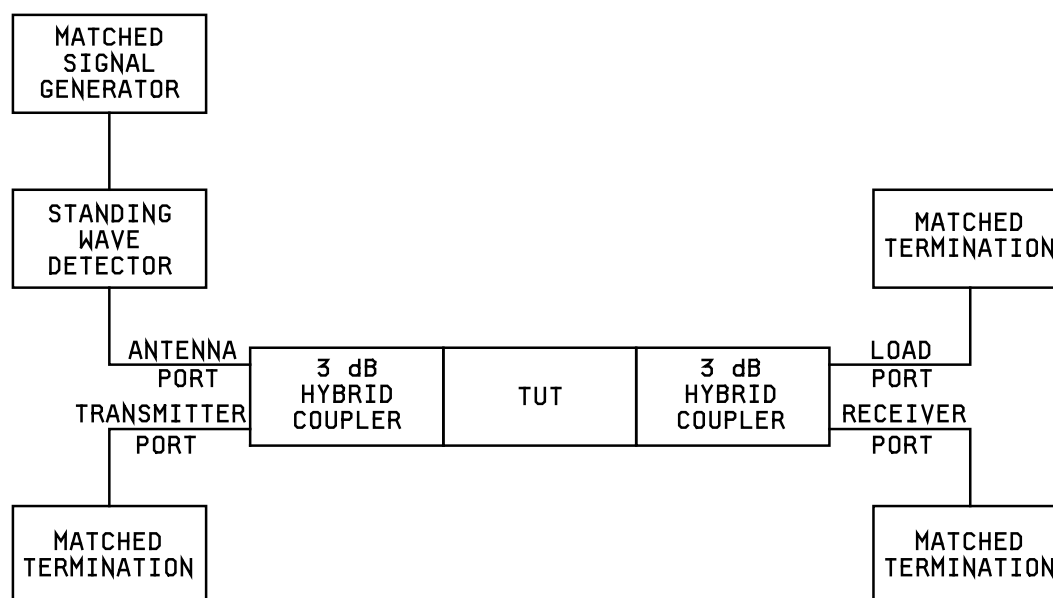 MATCHED
SIGNAL
GENERATOR
STANDING
WAVE
DETECTOR
MATCHED
TERMINATION
ANTENNA
PORT
3 dB
HYBRID
COUPLER
TUT
3 dB
HYBRID
COUPLER
LOAD
PORT
TRANSMITTER
PORT
RECEIVER
PORT
MATCHED
TERMINATION
MATCHED
TERMINATION